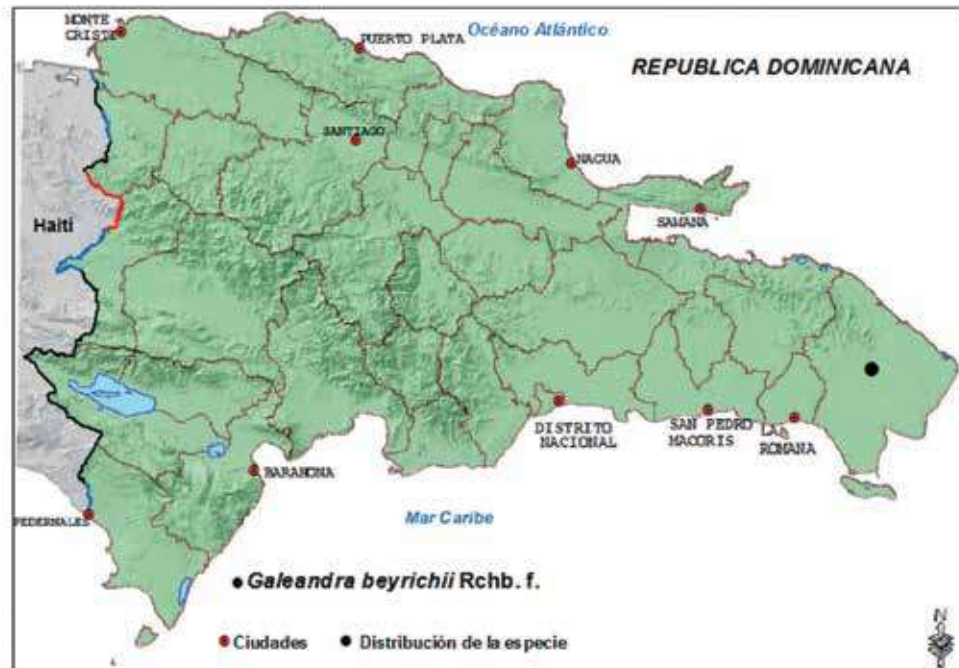 MONTE
CRISTI
PUERTO PLATA
Océano Atlántico
REPUBLICA DOMINICANA
SANTIAGO
NAGUA
SAMANA
Haití
DISTRITO
NACIONAL
SAN PEDRO
MACORIS
LA
ROMANA
BARAHONA
PEDERNALES
Mar Caribe
Galeandra beyrichii Rchb. f.
Ciudades
Distribución de la especie
N